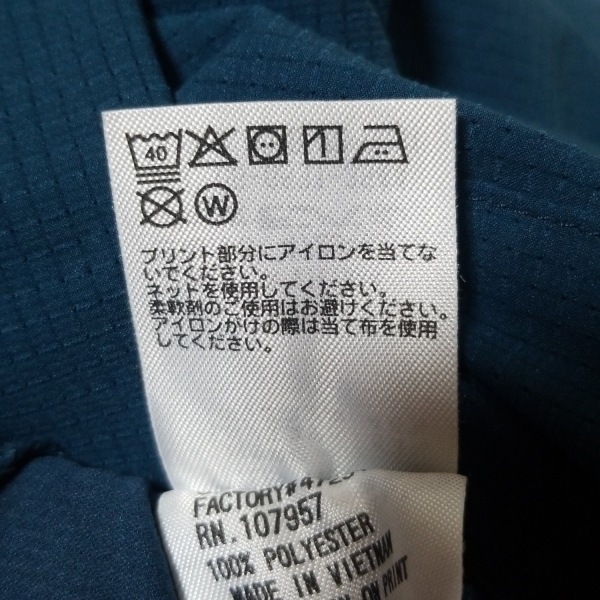 40
W
プリント部分にアイロンを当てな
いでください。
ネットを使用してください。
柔軟剤のご使用はお避けください。
アイロンかけの際は当て布を使用
してください。
FACTORY#
RN.107957
100% POLYESTER
MADE IN VIETNAM
ON PRINT